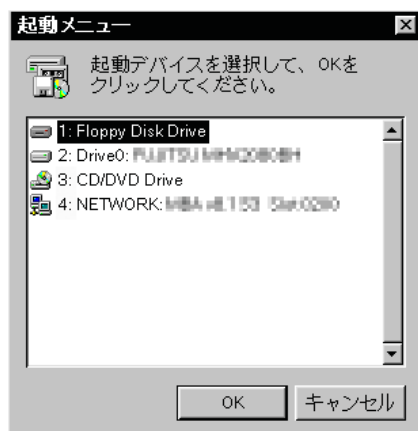 起動メニュー
起動デバイスを選択して、OKを
クリックしてください。
1: Floppy Disk Drive
2: Drive0:
3: CD/DVD Drive
4: NETWORK:
OK
キャンセル